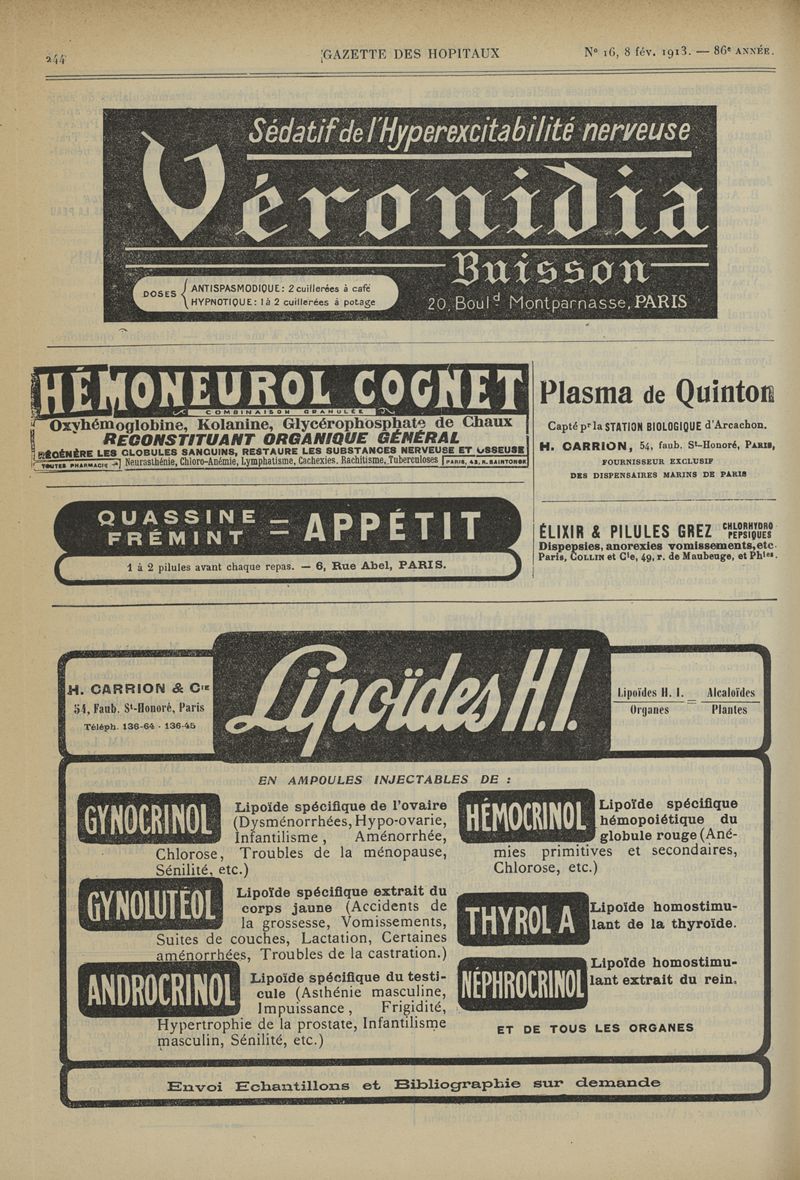 244
GAZETTE DES HOPITAUX
N° 16, 8 fév. 1913. — 86e ANNÉE.
Sédatif de l'Hyperexcitabilité nerveuse
Véronidia
Buisson
DOSES { ANTISPASMODIQUE: 2 cuillerées à café
HYPNOTIQUE: 1 à 2 cuillerées à potage
20, Boul d Montparnasse, PARIS
HÉMONEUROL COGNET
COMBINAISON GRANULÉE
Oxyhémoglobine, Kolanine, Glycérophosphate de Chaux
RECONSTITUANT ORGANIQUE GÉNÉRAL
RÉGÉNÈRE LES GLOBULES SANGUINS, RESTAURE LES SUBSTANCES NERVEUSE ET OSSEUSE
TOUTES PHARMACIE
Neurasthénie, Chloro-Anémie, Lymphatisme, Cachexies, Rachitisme, Tuberculoses
PARIS, 43, R. SAINTONGE
Plasma de Quinton
Capté pr la STATION BIOLOGIQUE d'Arcachon.
H. CARRION, 54, faub. St-Honoré, PARIS,
FOURNISSEUR EXCLUSIF
DES DISPENSAIRES MARINS DE PARIS
QUASSINE
FRÉMINT
= APPÉTIT
1 à 2 pilules avant chaque repas. — 6, Rue Abel, PARIS.
ÉLIXIR & PILULES GREZ CHLORHYDRO
PEPSIQUES
Dispepsies, anorexies vomissements, etc.
Paris, COLLIN et Cie, 49, r. de Maubeuge, et Phies.
H. CARRION & CIE
54, Faub. St-Honoré, Paris
Téléph. 136-64 - 136-45
Lipoïdes H.I.
Lipoïdes H. I. = Alcaloïdes
Organes Plantes
EN AMPOULES INJECTABLES DE :
GYNOCRINOL
Lipoïde spécifique de l'ovaire
(Dysménorrhées, Hypo-ovarie,
Infantilisme, Aménorrhée,
Chlorose, Troubles de la ménopause,
Sénilité, etc.)
GYNOLUTÉOL
Lipoïde spécifique extrait du
corps jaune (Accidents de
la grossesse, Vomissements,
Suites de couches, Lactation, Certaines
aménorrhées, Troubles de la castration.)
ANDROCRINOL
Lipoïde spécifique du testi-
cule (Asthénie masculine,
Impuissance, Frigidité,
Hypertrophie de la prostate, Infantilisme
masculin, Sénilité, etc.)
HÉMOCRINOL
Lipoïde spécifique
hémopoiétique du
globule rouge (Ané-
mies primitives et secondaires,
Chlorose, etc.)
THYROL A
Lipoïde homostimu-
lant de la thyroïde.
NÉPHROCRINOL
Lipoïde homostimu-
lant extrait du rein.
ET DE TOUS LES ORGANES
Envoi Echantillons et Bibliographie sur demande